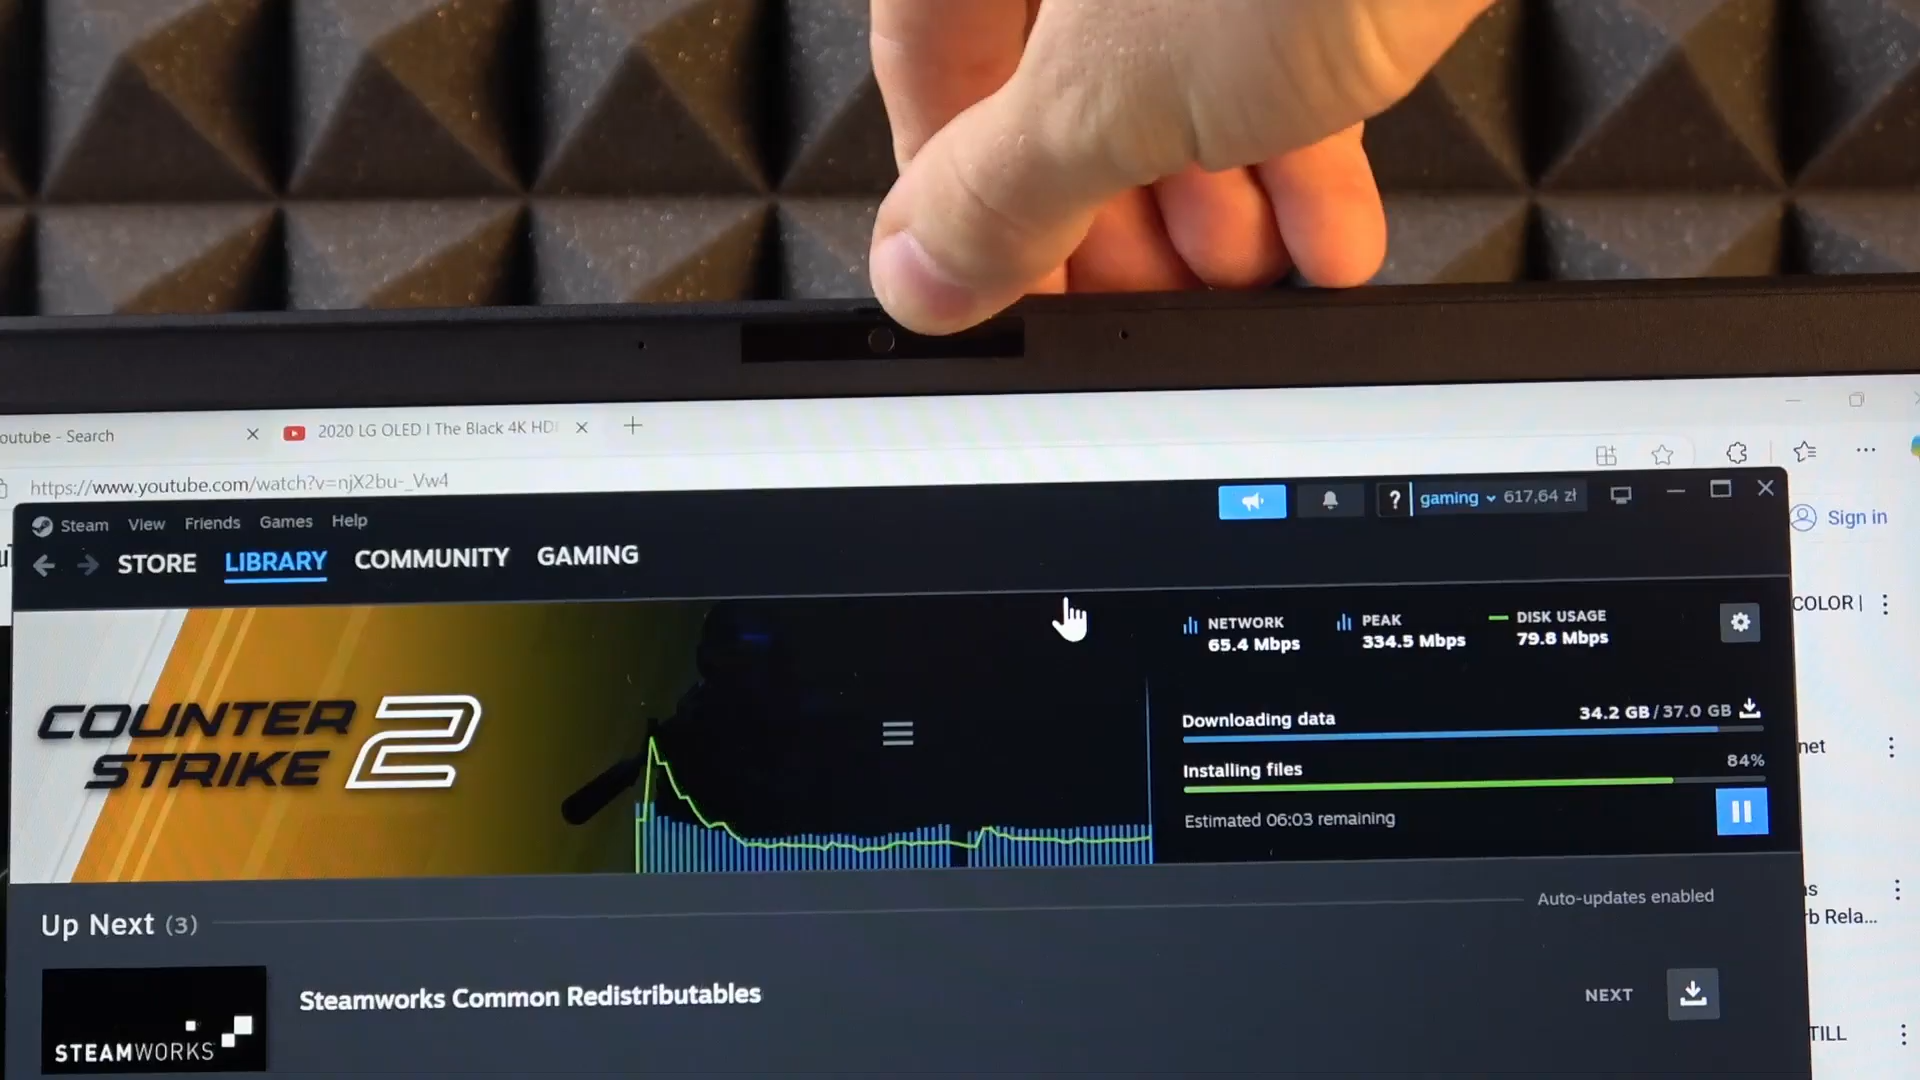 outube - Search
2020 LG OLED l The Black 4K HD
https://www.youtube.com/watch?v=njX2bu-_Vw4
Steam View Friends Games Help
? gaming 617,64 zł
Sign in
STORE LIBRARY COMMUNITY GAMING
COLOR |
NETWORK
65.4 Mbps
PEAK
334.5 Mbps
DISK USAGE
79.8 Mbps
COUNTER
STRIKE 2
Downloading data 34.2 GB / 37.0 GB
net
Installing files 84%
Estimated 06:03 remaining
Up Next (3)
Auto-updates enabled
rb Rela...
STEAMWORKS
Steamworks Common Redistributables
NEXT
TILL